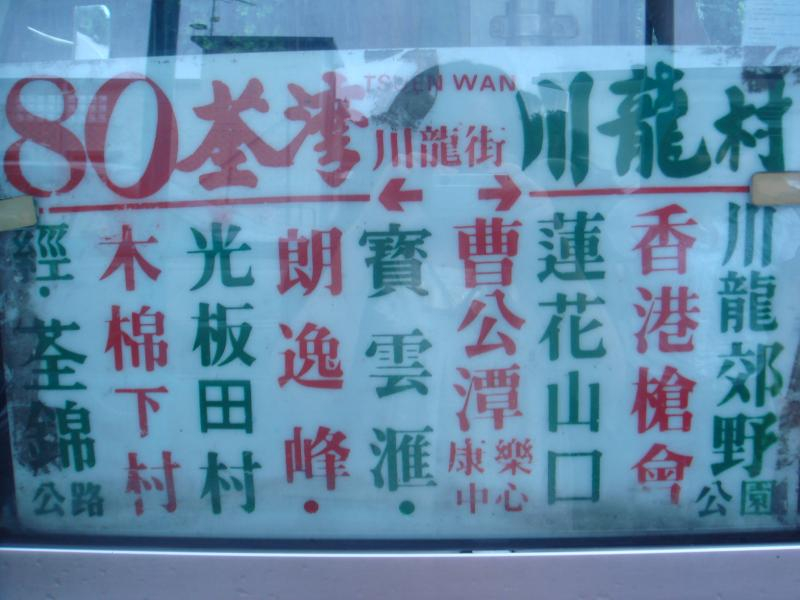 80 荃灣 TSUEN WAN 川龍街 川龍村
經·荃錦公路
木棉下村
光板田村
朗逸峰·
寶雲滙·
曹公潭康樂中心
蓮花山口
香港槍會
川龍郊野公園